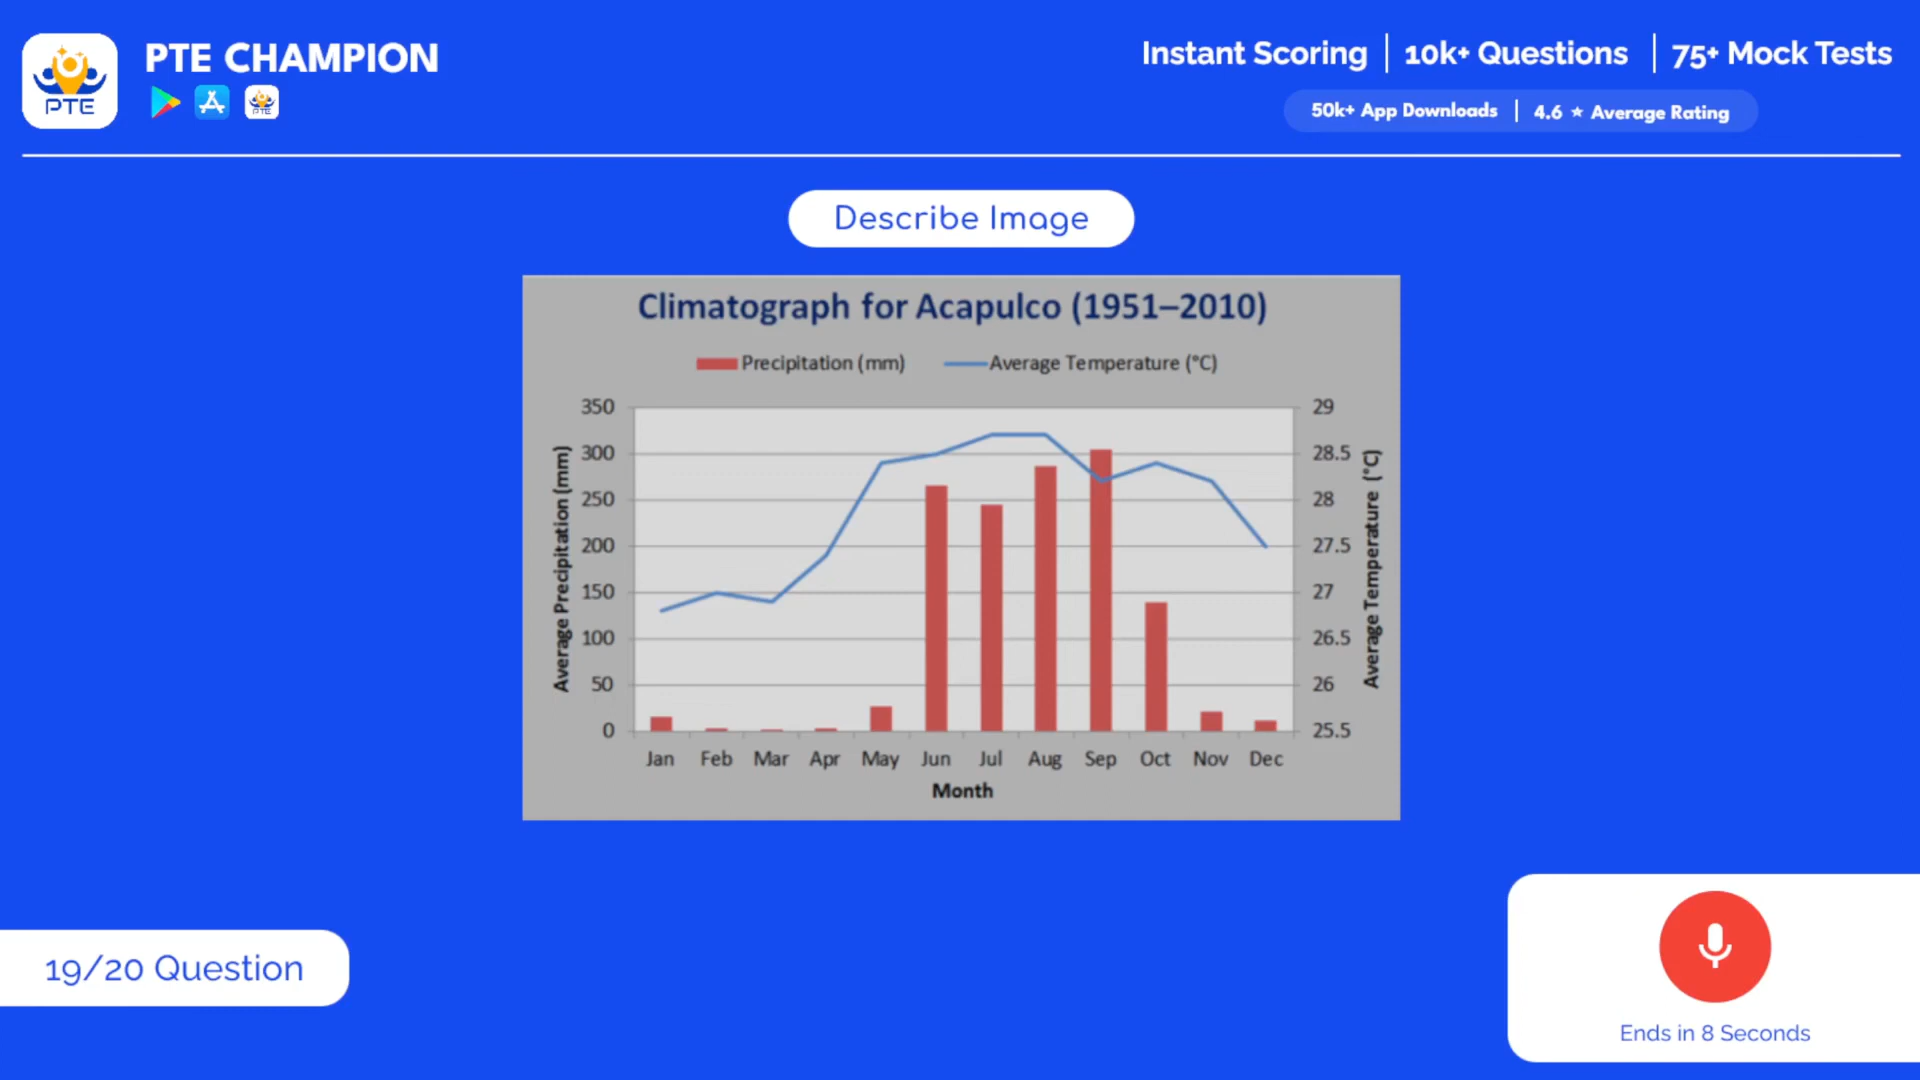 PTE CHAMPION
PTE
PTE
Instant Scoring | 10k+ Questions | 75+ Mock Tests
50k+ App Downloads | 4.6 ★ Average Rating
Describe Image
Climatograph for Acapulco (1951–2010)
Precipitation (mm) Average Temperature (°C)
Average Precipitation (mm)
350
300
250
200
150
100
50
0
29
28.5
28
27.5
27
26.5
26
25.5
Average Temperature (°C)
Jan Feb Mar Apr May Jun Jul Aug Sep Oct Nov Dec
Month
19/20 Question
Ends in 8 Seconds